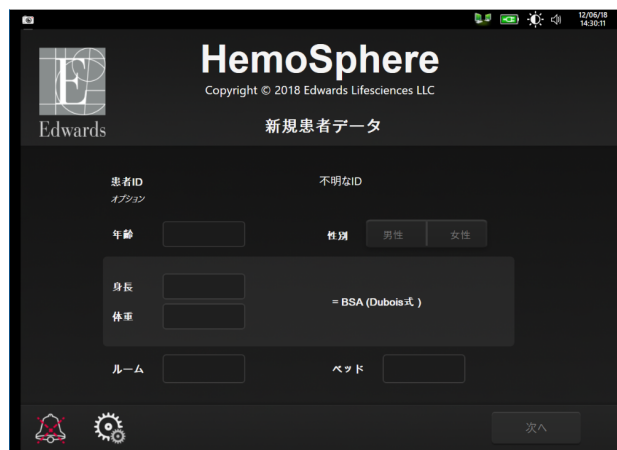 12/06/18
14:30:11
HemoSphere
Copyright © 2018 Edwards Lifesciences LLC
E
Edwards
新規患者データ
患者ID
不明なID
オプション
年齢
性別
男性
女性
身長
= BSA (Dubois式 )
体重
ルーム
ベッド
次へ